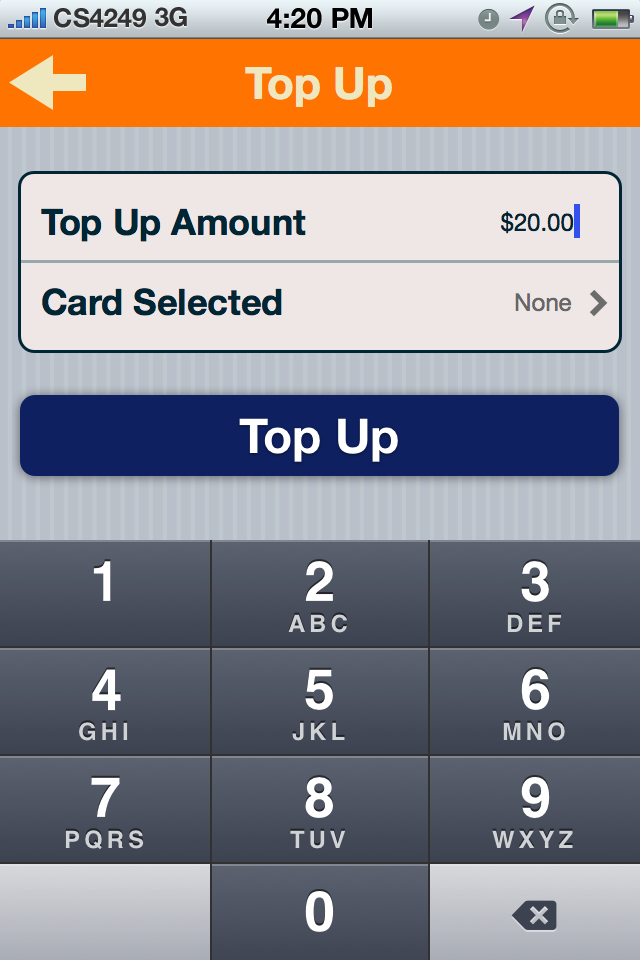 CS4249 3G 4:20 PM
Top Up
Top Up Amount $20.00
Card Selected None
Top Up
1 2 3
ABC DEF
4 5 6
GHI JKL MNO
7 8 9
PQRS TUV WXYZ
0